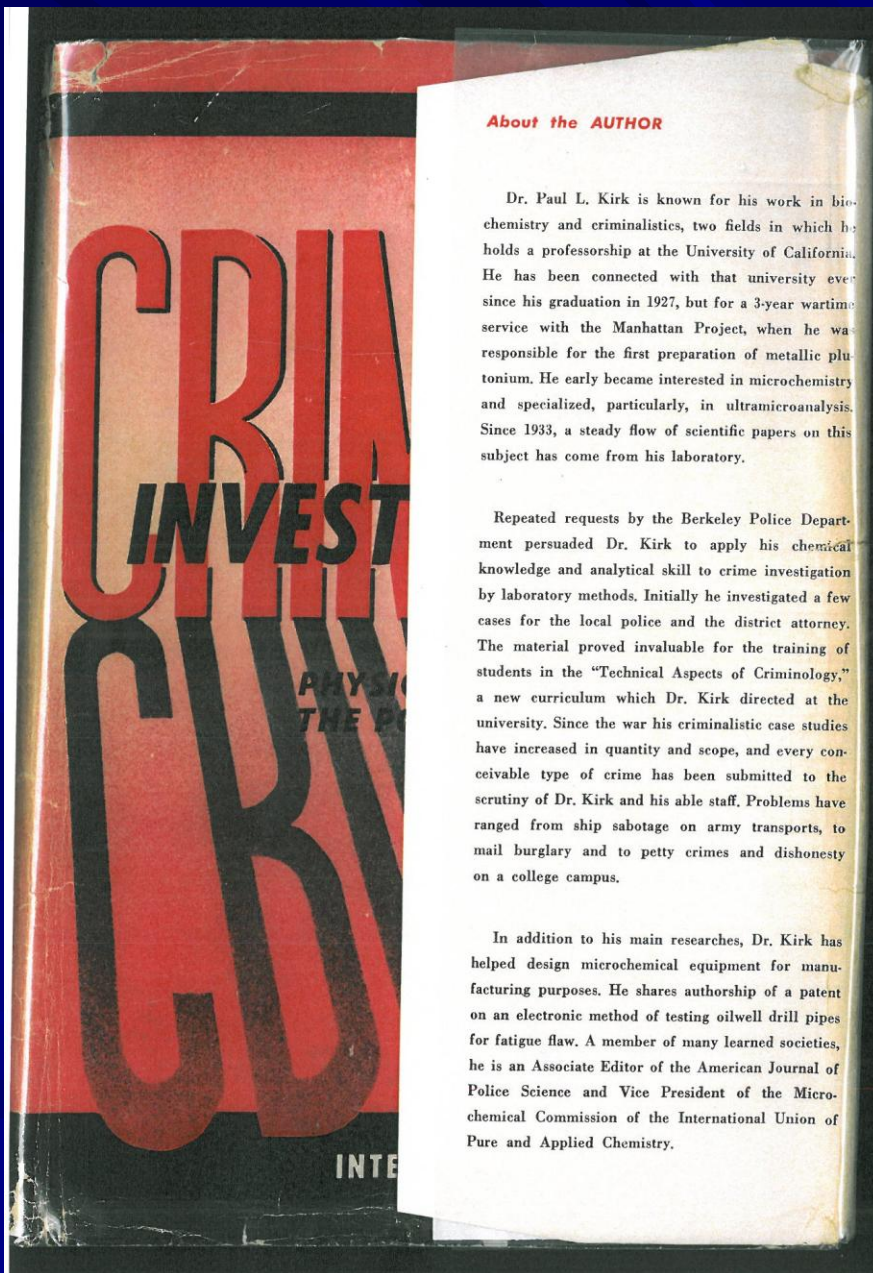 CRIM
INVEST
PHYSI
THE PO
INTE
About the AUTHOR
Dr. Paul L. Kirk is known for his work in bio-
chemistry and criminalistics, two fields in which he
holds a professorship at the University of California.
He has been connected with that university ever
since his graduation in 1927, but for a 3-year wartime
service with the Manhattan Project, when he was
responsible for the first preparation of metallic plu-
tonium. He early became interested in microchemistry
and specialized, particularly, in ultramicroanalysis.
Since 1933, a steady flow of scientific papers on this
subject has come from his laboratory.
Repeated requests by the Berkeley Police Depart-
ment persuaded Dr. Kirk to apply his chemical
knowledge and analytical skill to crime investigation
by laboratory methods. Initially he investigated a few
cases for the local police and the district attorney.
The material proved invaluable for the training of
students in the “Technical Aspects of Criminology,”
a new curriculum which Dr. Kirk directed at the
university. Since the war his criminalistic case studies
have increased in quantity and scope, and every con-
ceivable type of crime has been submitted to the
scrutiny of Dr. Kirk and his able staff. Problems have
ranged from ship sabotage on army transports, to
mail burglary and to petty crimes and dishonesty
on a college campus.
In addition to his main researches, Dr. Kirk has
helped design microchemical equipment for manu-
facturing purposes. He shares authorship of a patent
on an electronic method of testing oilwell drill pipes
for fatigue flaw. A member of many learned societies,
he is an Associate Editor of the American Journal of
Police Science and Vice President of the Micro-
chemical Commission of the International Union of
Pure and Applied Chemistry.